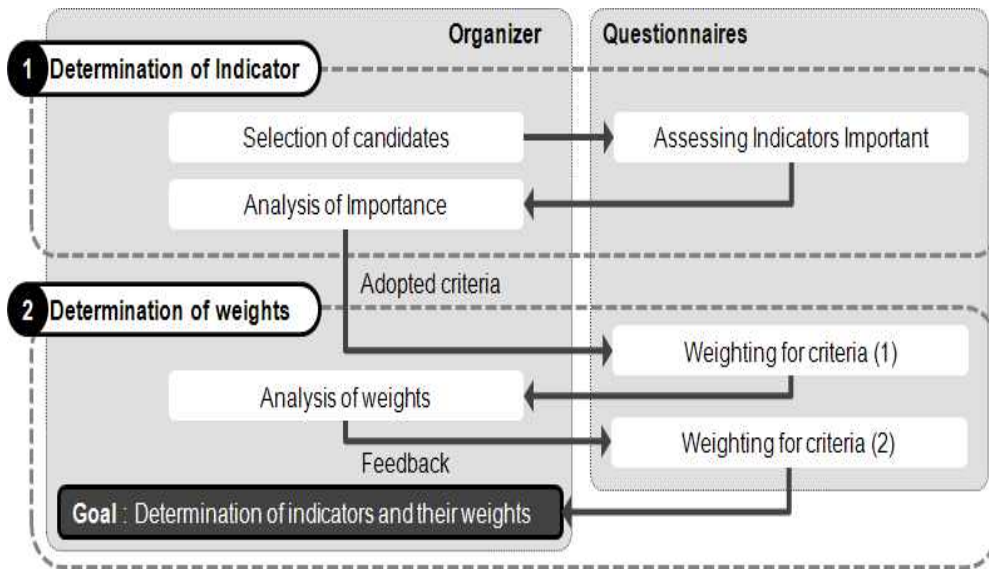 Organizer
Questionnaires
1 Determination of Indicator
Selection of candidates
Assessing Indicators Important
Analysis of Importance
Adopted criteria
2 Determination of weights
Weighting for criteria (1)
Analysis of weights
Weighting for criteria (2)
Feedback
Goal : Determination of indicators and their weights